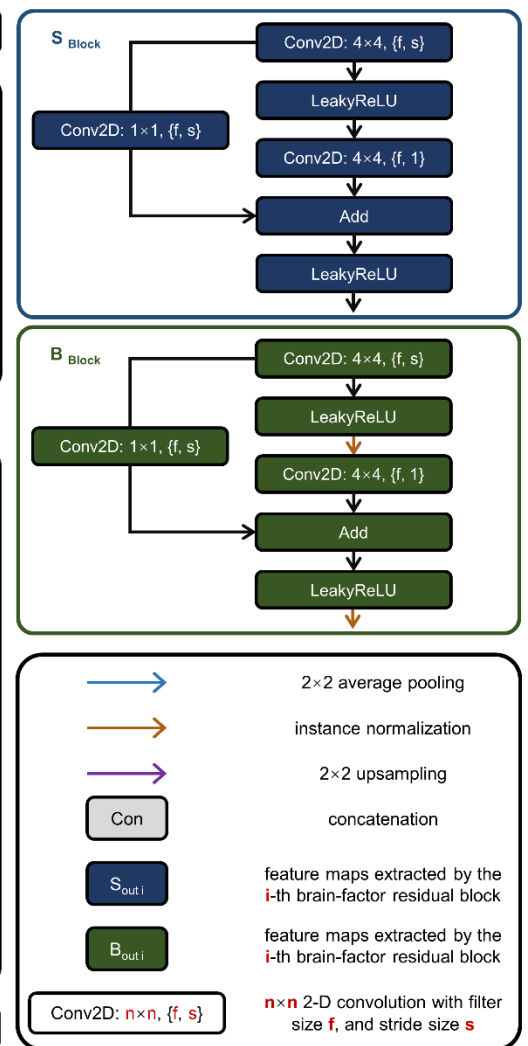 S Block
Conv2D: 4×4, {f, s}
LeakyReLU
Conv2D: 1×1, {f, s}
Conv2D: 4×4, {f, 1}
Add
LeakyReLU
B Block
Conv2D: 4×4, {f, s}
LeakyReLU
Conv2D: 1×1, {f, s}
Conv2D: 4×4, {f, 1}
Add
LeakyReLU
2×2 average pooling
instance normalization
2×2 upsampling
Con
concatenation
S out i
feature maps extracted by the
i-th brain-factor residual block
B out i
feature maps extracted by the
i-th brain-factor residual block
Conv2D: n×n, {f, s}
n×n 2-D convolution with filter
size f, and stride size s